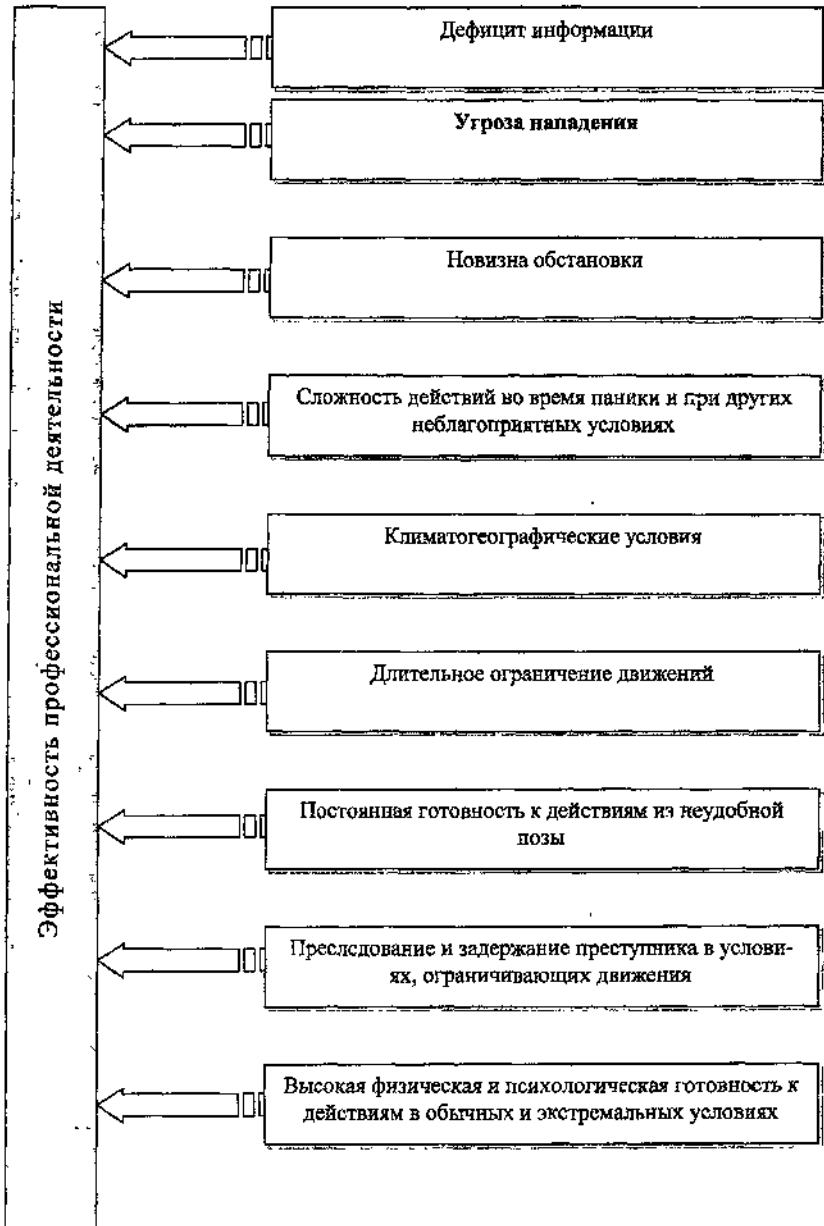 Эффективность профессиональной деятельности
Дефицит информации
Угроза нападения
Новизна обстановки
Сложность действий во время паники и при других
неблагоприятных условиях
Климатогеографические условия
Длительное ограничение движений
Постоянная готовность к действиям из неудобной
позы
Преследование и задержание преступника в услови-
ях, ограничивающих движения
Высокая физическая и психологическая готовность к
действиям в обычных и экстремальных условиях